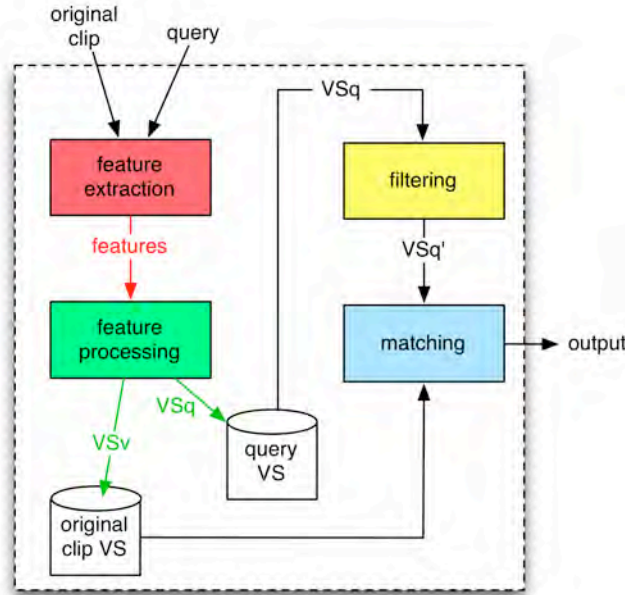 original
clip
query
VSq
feature
extraction
filtering
features
VSq'
feature
processing
matching
output
VSq
VSv
query
VS
original
clip VS